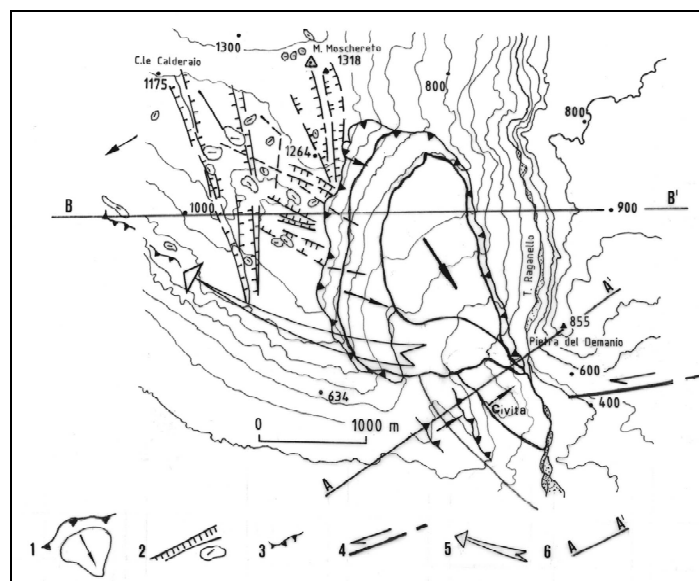 1300
M. Moschereto
C.le Calderaio
1318
1175
800
800
1264
B
1000
B'
900
T. Raganello
A'
855
Pietra del Demanio
600
634
400
Civita
0
1000 m
A
1
2
3
4
5
6
A
A'